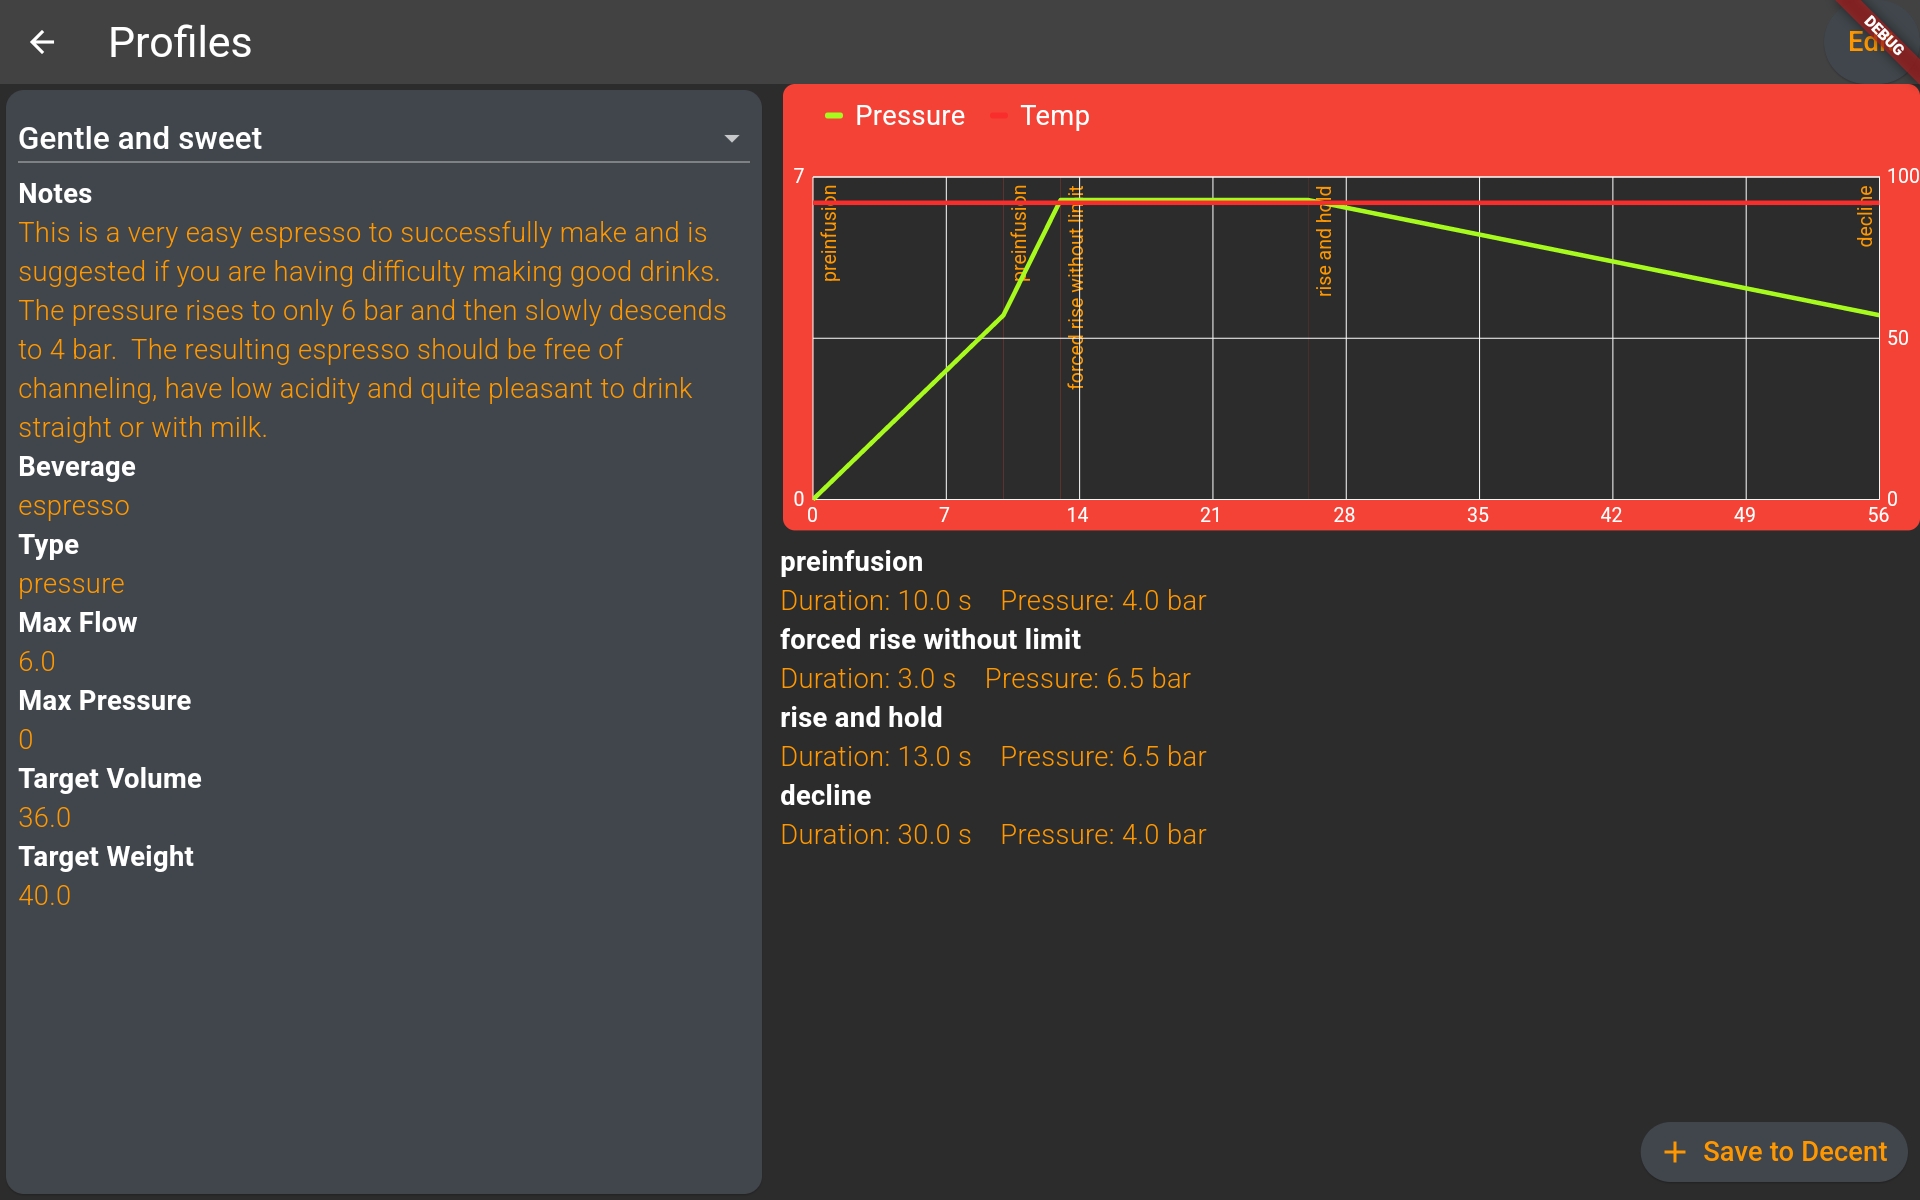 Profiles
DEBUG
Gentle and sweet
Notes
This is a very easy espresso to successfully make and is
suggested if you are having difficulty making good drinks.
The pressure rises to only 6 bar and then slowly descends
to 4 bar.  The resulting espresso should be free of
channeling, have low acidity and quite pleasant to drink
straight or with milk.
Beverage
espresso
Type
pressure
Max Flow
6.0
Max Pressure
0
Target Volume
36.0
Target Weight
40.0
Pressure Temp
7 100
preinfusion
preinfusion
forced rise without limit
rise and hold
decline
50
0 0
0 7 14 21 28 35 42 49 56
preinfusion
Duration: 10.0 s Pressure: 4.0 bar
forced rise without limit
Duration: 3.0 s Pressure: 6.5 bar
rise and hold
Duration: 13.0 s Pressure: 6.5 bar
decline
Duration: 30.0 s Pressure: 4.0 bar
Save to Decent